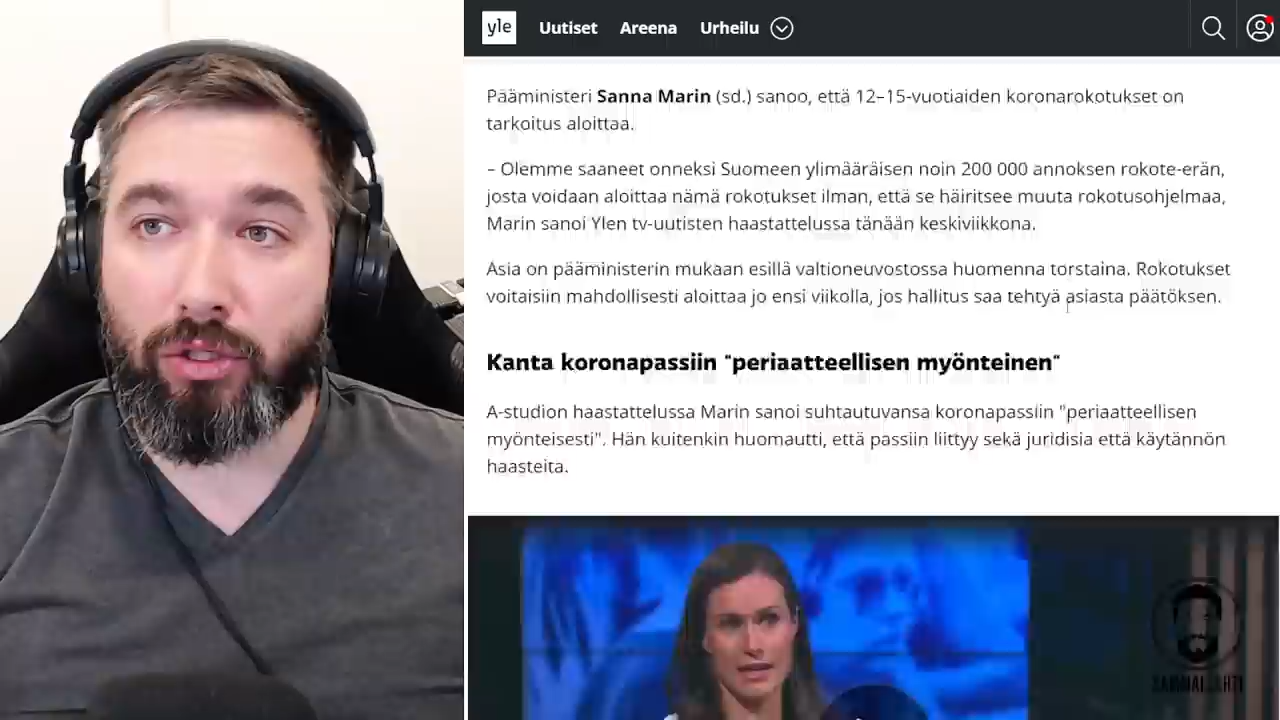 yle Uutiset Areena Urheilu
Pääministeri Sanna Marin (sd.) sanoo, että 12–15-vuotiaiden koronarokotukset on
tarkoitus aloittaa.
– Olemme saaneet onneksi Suomeen ylimääräisen noin 200 000 annoksen rokote-erän,
josta voidaan aloittaa nämä rokotukset ilman, että se häiritsee muuta rokotusohjelmaa,
Marin sanoi Ylen tv-uutisten haastattelussa tänään keskiviikkona.
Asia on pääministerin mukaan esillä valtioneuvostossa huomenna torstaina. Rokotukset
voitaisiin mahdollisesti aloittaa jo ensi viikolla, jos hallitus saa tehtyä asiasta päätöksen.
Kanta koronapassiin "periaatteellisen myönteinen"
A-studion haastattelussa Marin sanoi suhtautuvansa koronapassiin "periaatteellisen
myönteisesti". Hän kuitenkin huomautti, että passiin liittyy sekä juridisia että käytännön
haasteita.